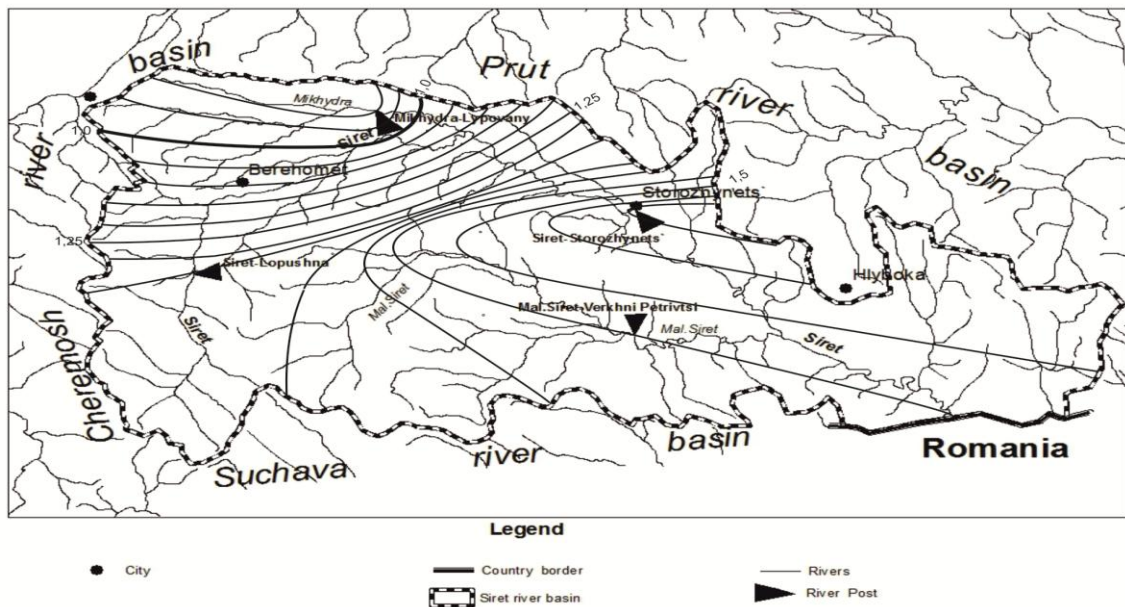 basin
Prut
river
basin
river
Mikhydra
1,0
1,25
Mikhydra-Lypovany
Siret
1,0
Berehomet
1,5
Storozhynets`
Siret-Storozhynets`
1,25
Siret-Lopushna
Hlyboka
Mal.Siret
Mal.Siret-Verkhni Petrivtsi
Mal.Siret
Siret
Siret
Cheremosh
Suchava
river
basin
Romania
Legend
City
Country border
Rivers
Siret river basin
River Post